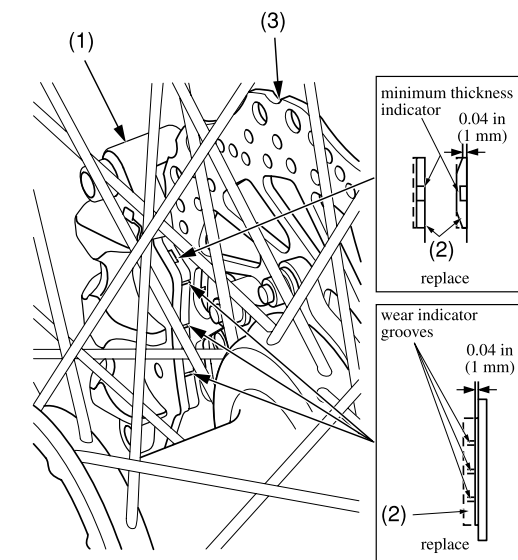 (1)
(3)
minimum thickness
indicator
0.04 in
(1 mm)
(2)
replace
wear indicator
grooves
0.04 in
(1 mm)
(2)
replace